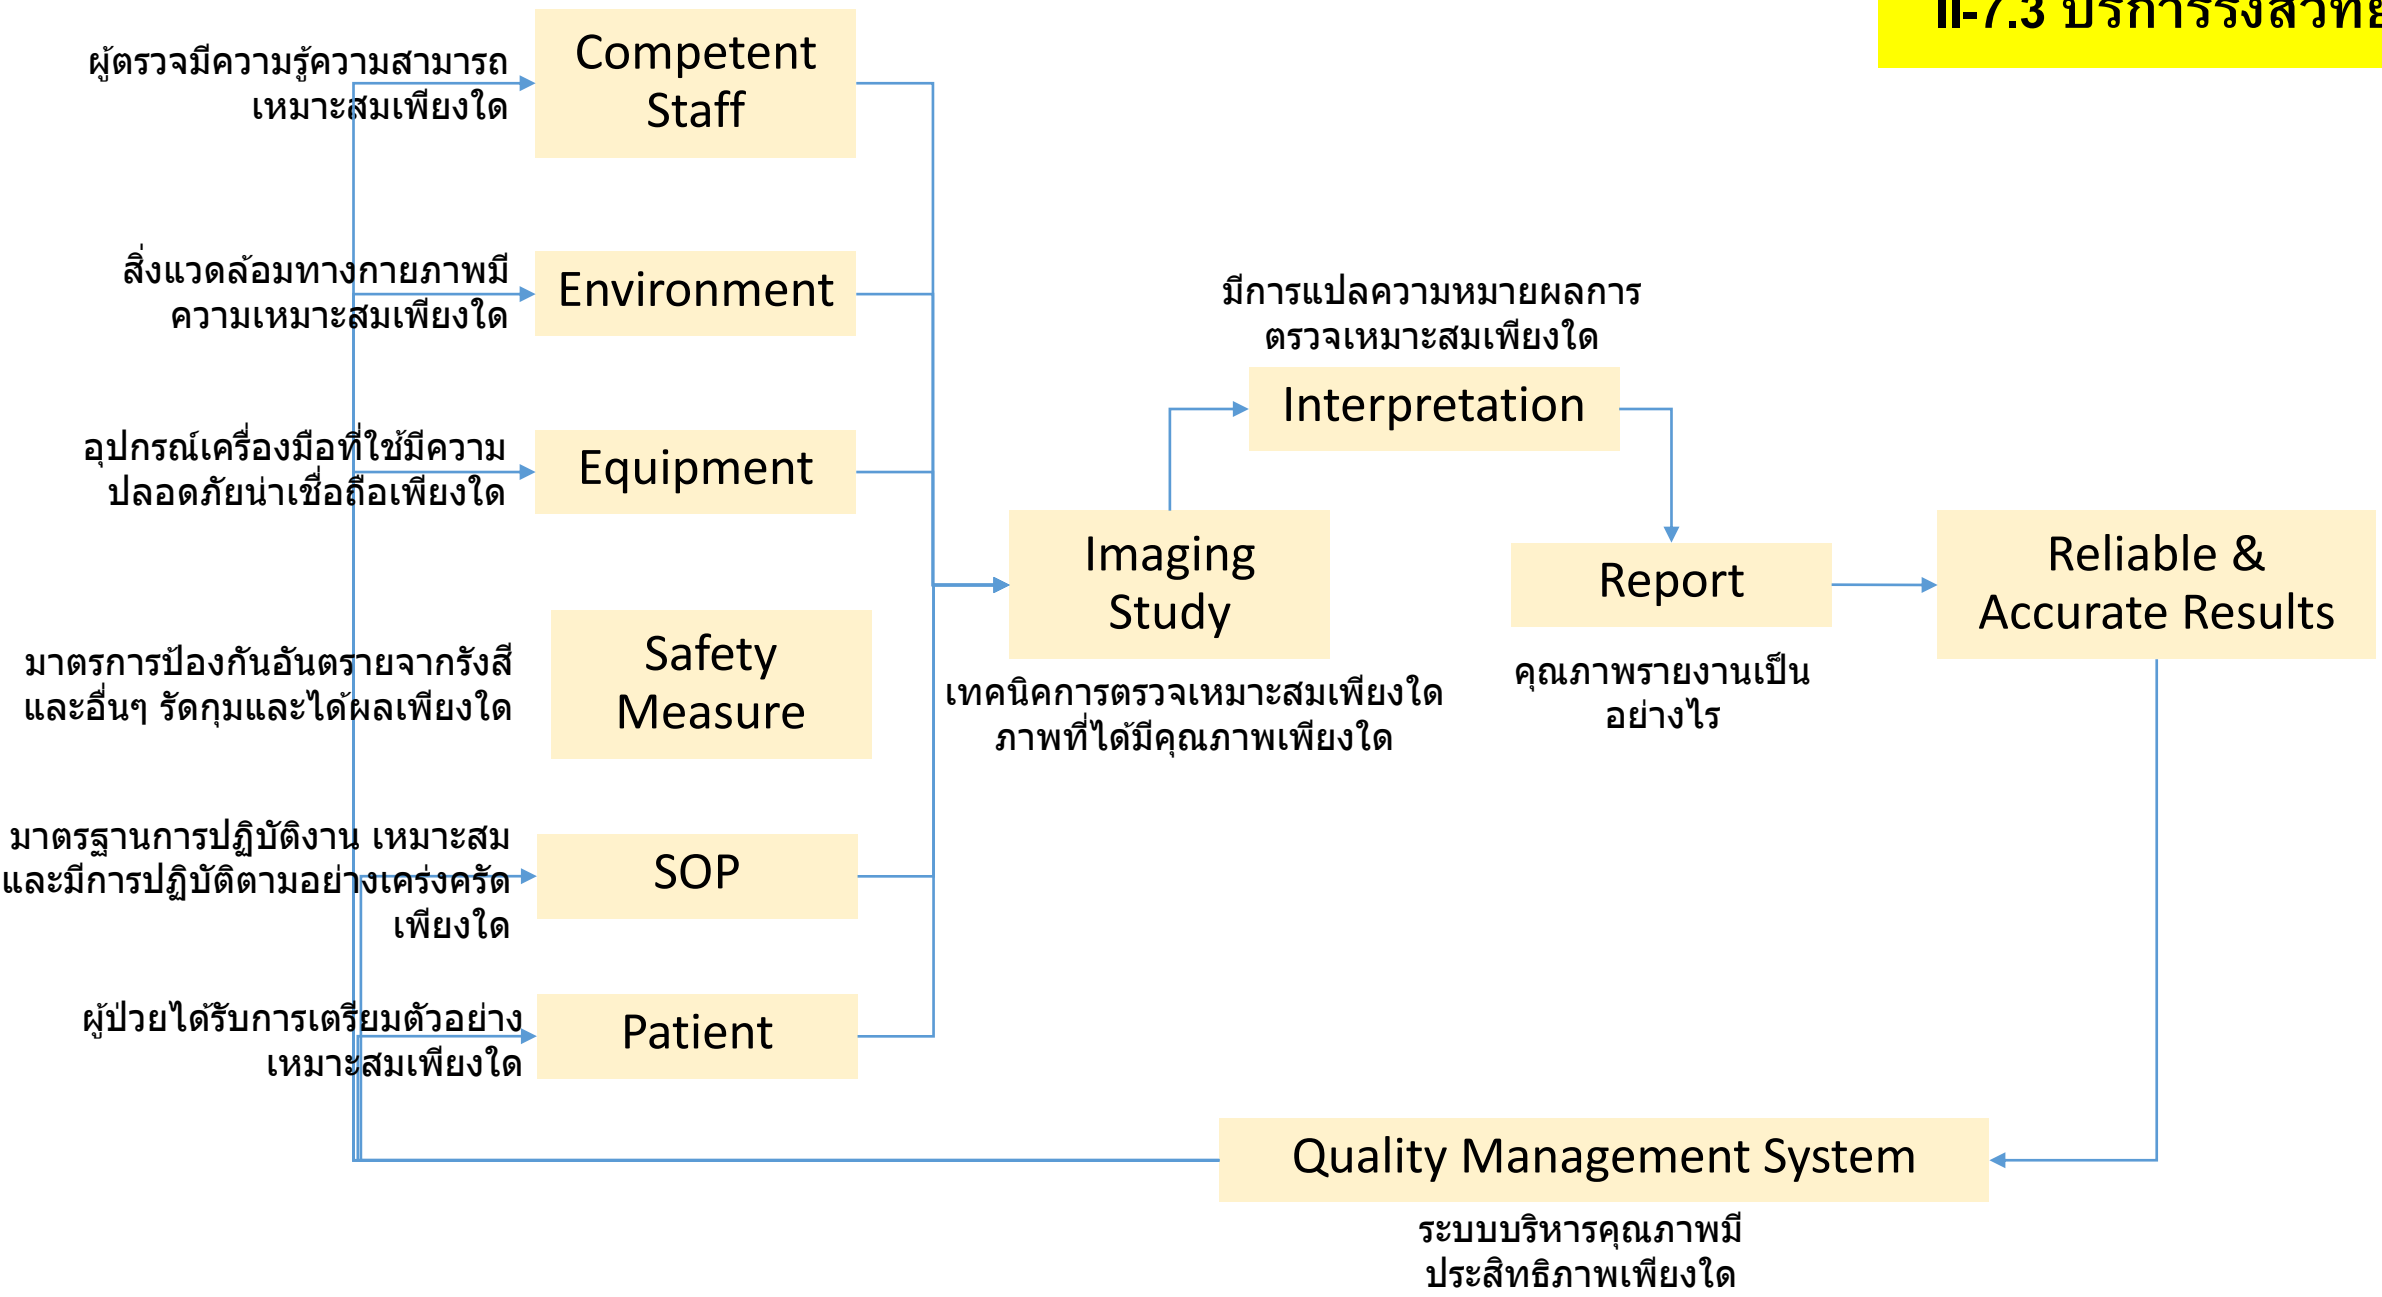 II-7.3 บริการรังสีวิทย
ผู้ตรวจมีความรู้ความสามารถ
เหมาะสมเพียงใด
Competent
Staff
สิ่งแวดล้อมทางกายภาพมี
ความเหมาะสมเพียงใด
Environment
อุปกรณ์เครื่องมือที่ใช้มีความ
ปลอดภัยน่าเชื่อถือเพียงใด
Equipment
มาตรการป้องกันอันตรายจากรังสี
และอื่นๆ รัดกุมและได้ผลเพียงใด
Safety
Measure
มาตรฐานการปฏิบัติงาน เหมาะสม
และมีการปฏิบัติตามอย่างเคร่งครัด
เพียงใด
SOP
ผู้ป่วยได้รับการเตรียมตัวอย่าง
เหมาะสมเพียงใด
Patient
Imaging
Study
เทคนิคการตรวจเหมาะสมเพียงใด
ภาพที่ได้มีคุณภาพเพียงใด
มีการแปลความหมายผลการ
ตรวจเหมาะสมเพียงใด
Interpretation
Report
คุณภาพรายงานเป็น
อย่างไร
Reliable &
Accurate Results
Quality Management System
ระบบบริหารคุณภาพมี
ประสิทธิภาพเพียงใด